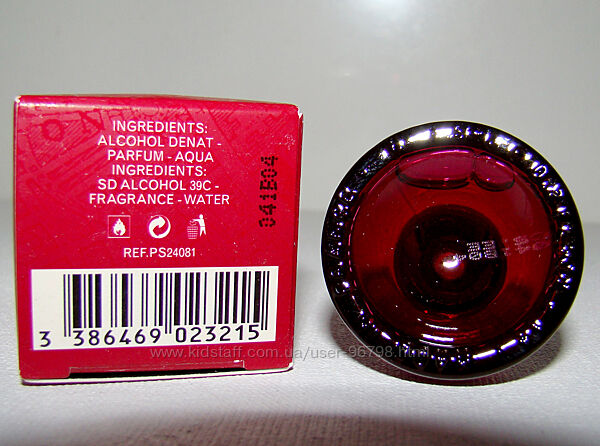 INGREDIENTS:
ALCOHOL DENAT -
PARFUM - AQUA
INGREDIENTS:
SD ALCOHOL 39C -
FRAGRANCE - WATER
041B04
REF.PS24081
3 386469 023215
www.kidstaff.com.ua/user-96798.html